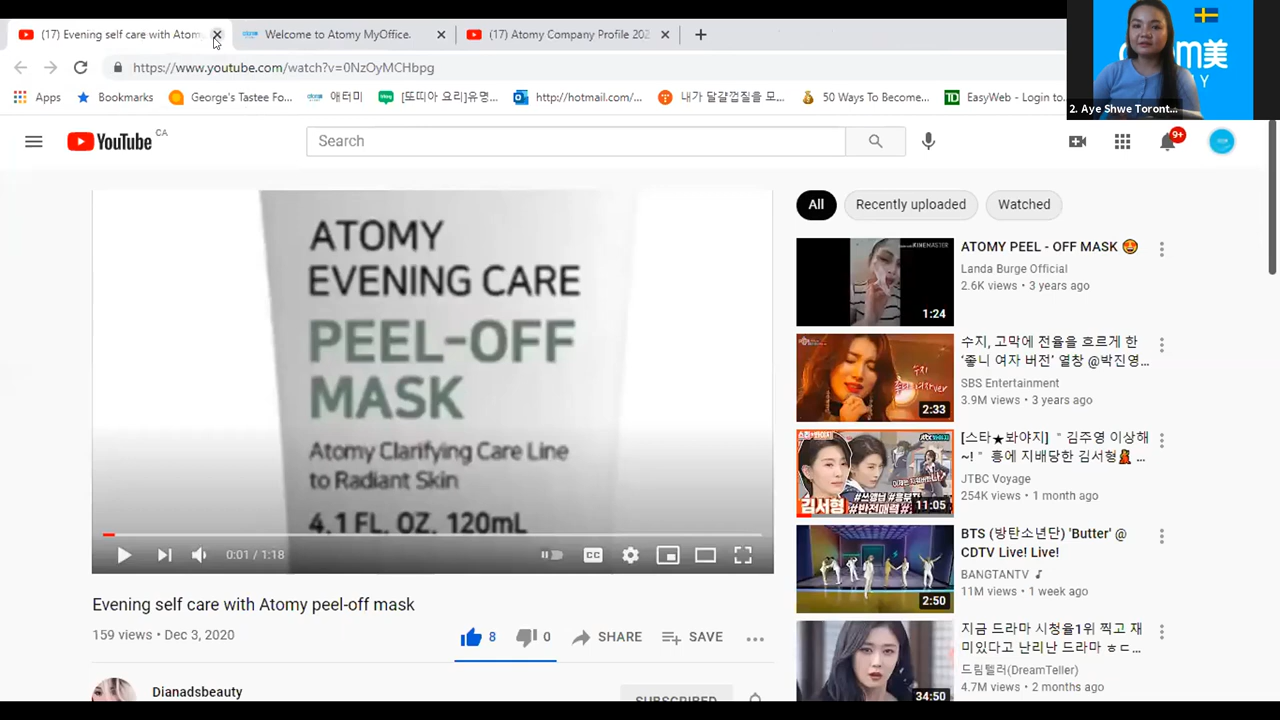 (17) Evening self care with Atom
Welcome to Atomy MyOffice.
(17) Atomy Company Profile 202
https://www.youtube.com/watch?v=0NzOyMCHbpg
Apps
Bookmarks
George's Tastee Fo...
애터미
[또띠아 요리]유명...
http://hotmail.com/...
내가 달걀껍질을 모...
50 Ways To Become...
EasyWeb - Login to...
2. Aye Shwe Toront...
YouTube CA
Search
9+
ATOMY
EVENING CARE
PEEL-OFF
MASK
Atomy Clarifying Care Line
to Radiant Skin
4.1 FL. OZ. 120mL
0:01 / 1:18
CC
Evening self care with Atomy peel-off mask
159 views • Dec 3, 2020
8
0
SHARE
SAVE
Dianadsbeauty
SUBSCRIBED
All
Recently uploaded
Watched
KINEMASTER
1:24
ATOMY PEEL - OFF MASK 🤩
Landa Burge Official
2.6K views • 3 years ago
2:33
수지, 고막에 전율을 흐르게 한
‘좋니 여자 버전’ 열창 @박진영...
SBS Entertainment
3.9M views • 3 years ago
김서형
11:05
[스타★봐야지] " 김주영 이상해
~! " 흥에 지배당한 김서형💃 ...
JTBC Voyage
254K views • 1 month ago
2:50
BTS (방탄소년단) 'Butter' @
CDTV Live! Live!
BANGTANTV ♪
11M views • 1 week ago
34:50
지금 드라마 시청율1위 찍고 재
미있다고 난리난 드라마 ㅎㄷ...
드림텔러(DreamTeller)
4.7M views • 2 months ago